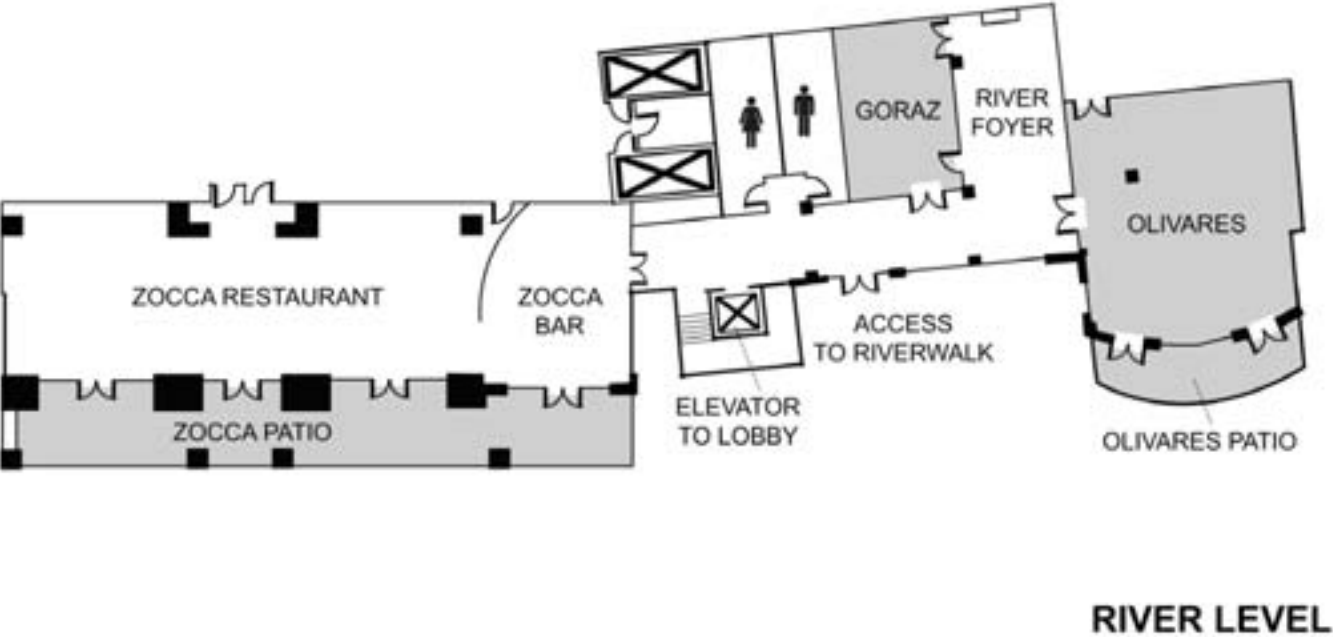 GORAZ
RIVER
FOYER
OLIVARES
ZOCCA RESTAURANT
ZOCCA
BAR
ACCESS
TO RIVERWALK
ELEVATOR
TO LOBBY
ZOCCA PATIO
OLIVARES PATIO
RIVER LEVEL